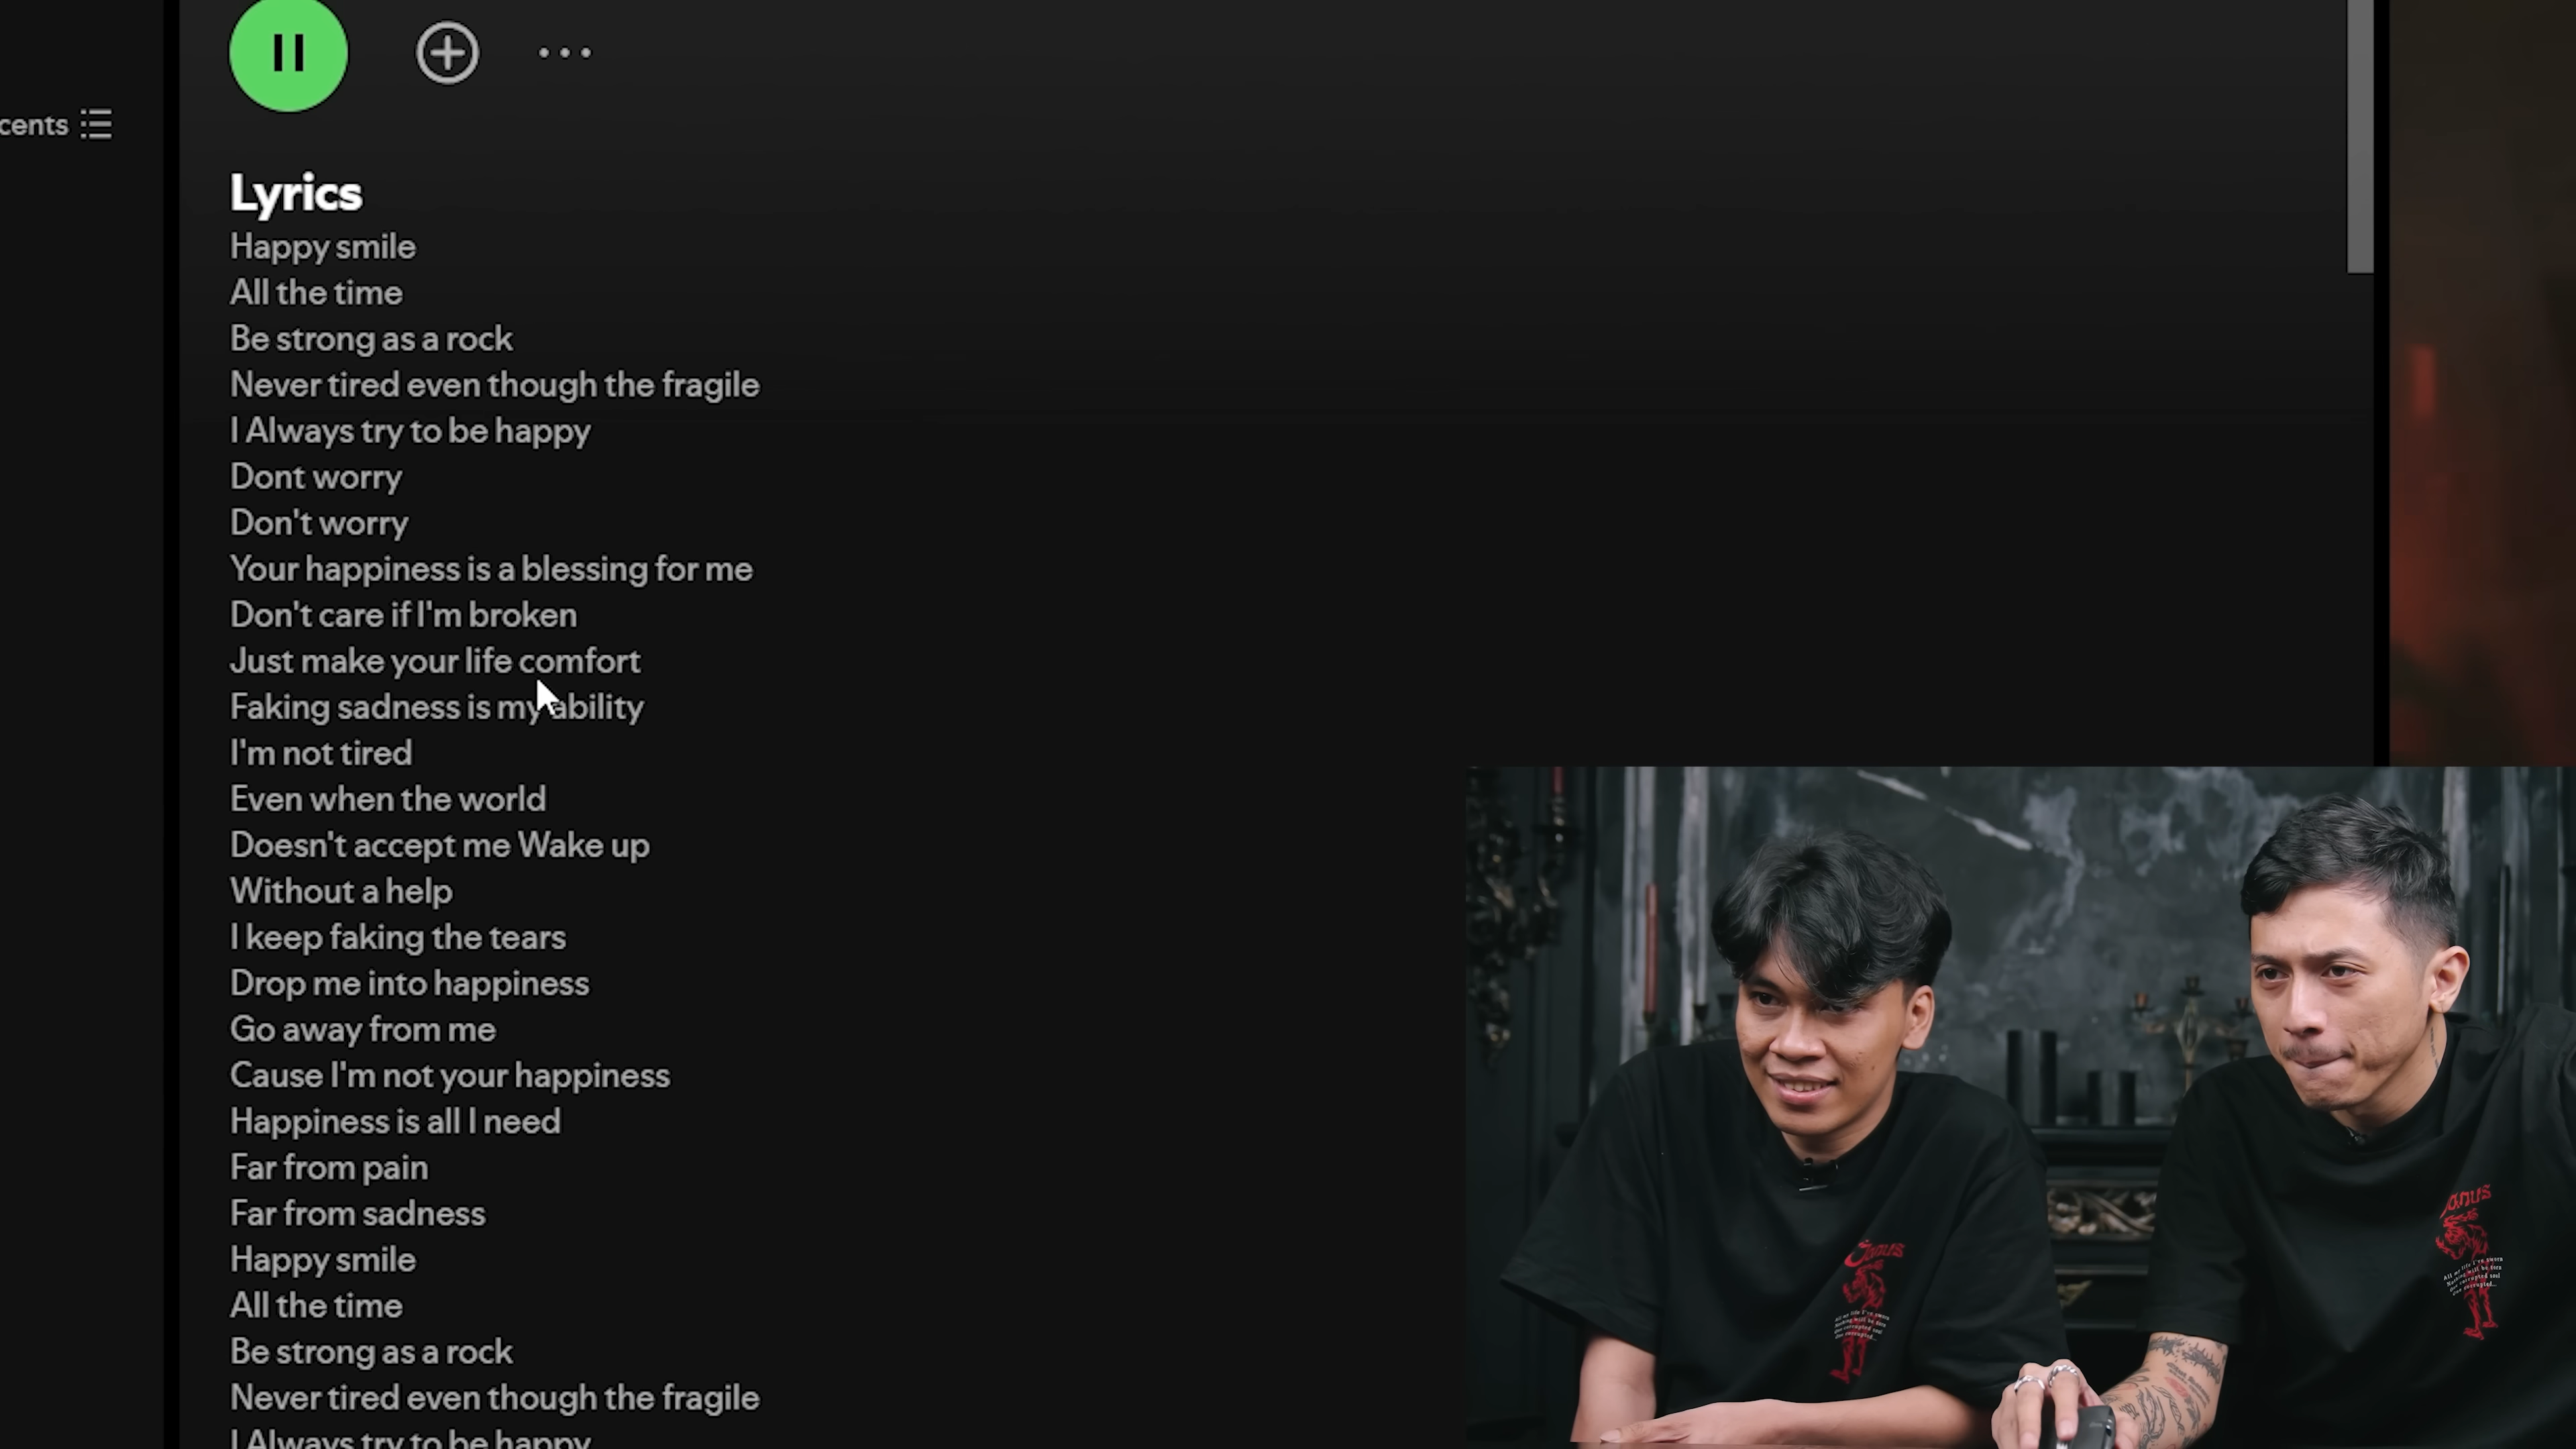 cents
Lyrics
Happy smile
All the time
Be strong as a rock
Never tired even though the fragile
I Always try to be happy
Dont worry
Don't worry
Your happiness is a blessing for me
Don't care if I'm broken
Just make your life comfort
Faking sadness is my ability
I'm not tired
Even when the world
Doesn't accept me Wake up
Without a help
I keep faking the tears
Drop me into happiness
Go away from me
Cause I'm not your happiness
Happiness is all I need
Far from pain
Far from sadness
Happy smile
All the time
Be strong as a rock
Never tired even though the fragile
I Always try to be happy